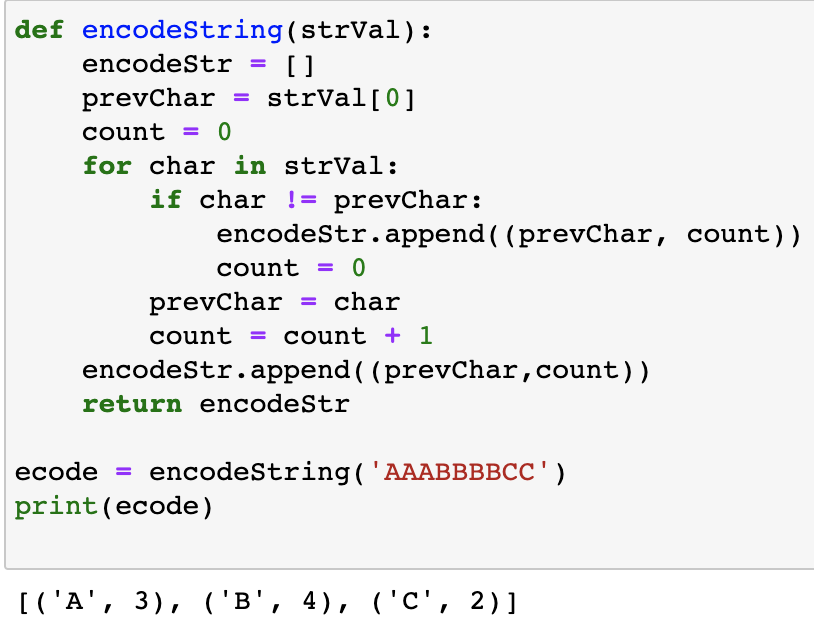 def encodeString(strVal):
    encodeStr = []
    prevChar = strVal[0]
    count = 0
    for char in strVal:
        if char != prevChar:
            encodeStr.append((prevChar, count))
            count = 0
        prevChar = char
        count = count + 1
    encodeStr.append((prevChar,count))
    return encodeStr

ecode = encodeString('AAABBBBCC')
print(ecode)

[('A', 3), ('B', 4), ('C', 2)]